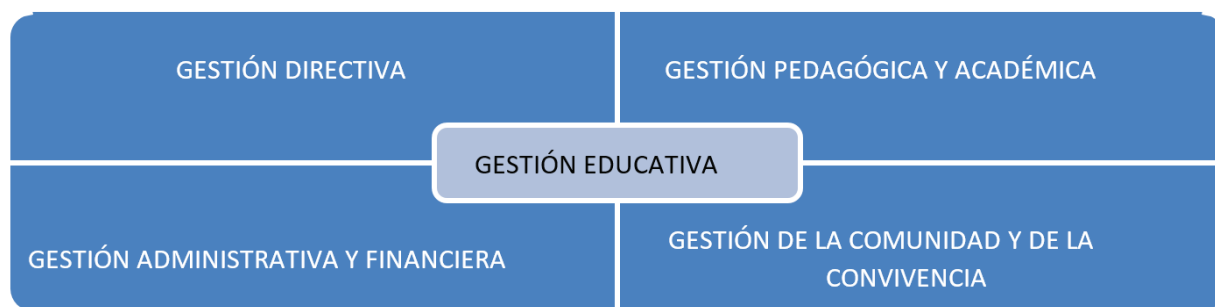 GESTIÓN DIRECTIVA
GESTIÓN PEDAGÓGICA Y ACADÉMICA
GESTIÓN EDUCATIVA
GESTIÓN ADMINISTRATIVA Y FINANCIERA
GESTIÓN DE LA COMUNIDAD Y DE LA
CONVIVENCIA